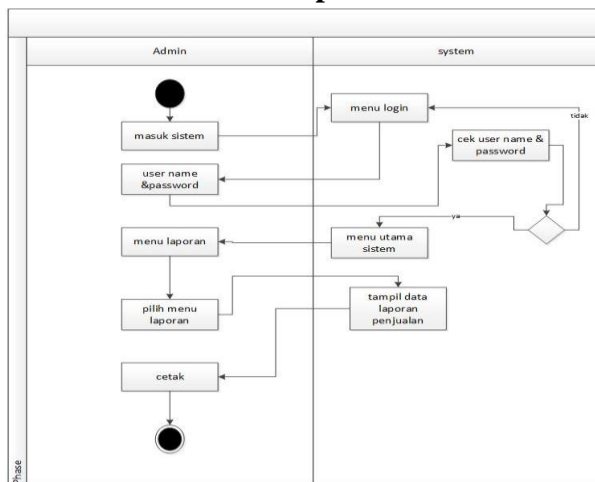 Admin
system
menu login
masuk sistem
tidak
cek user name &
password
user name
&password
ya
menu laporan
menu utama
sistem
pilih menu
laporan
tampil data
laporan
penjualan
cetak
Phase